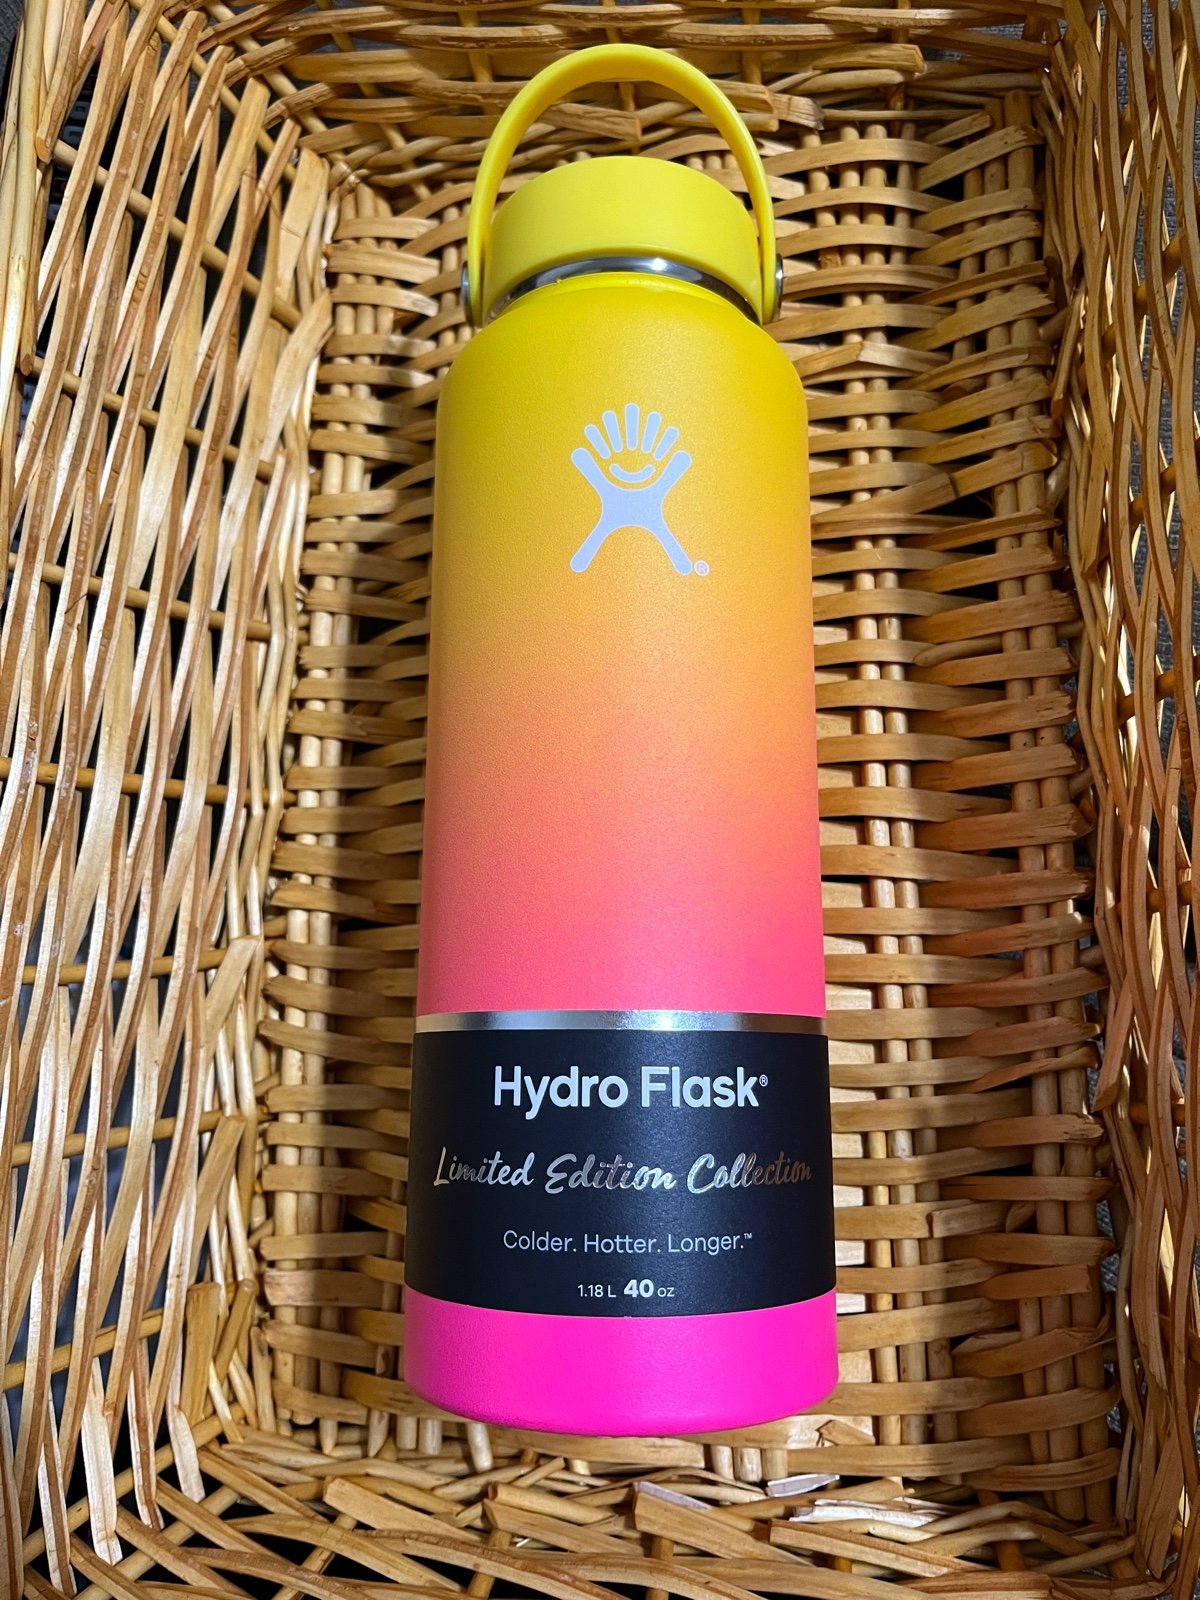 ®
Hydro Flask®
Limited Edition Collection
Colder. Hotter. Longer.™
1.18 L 40 oz